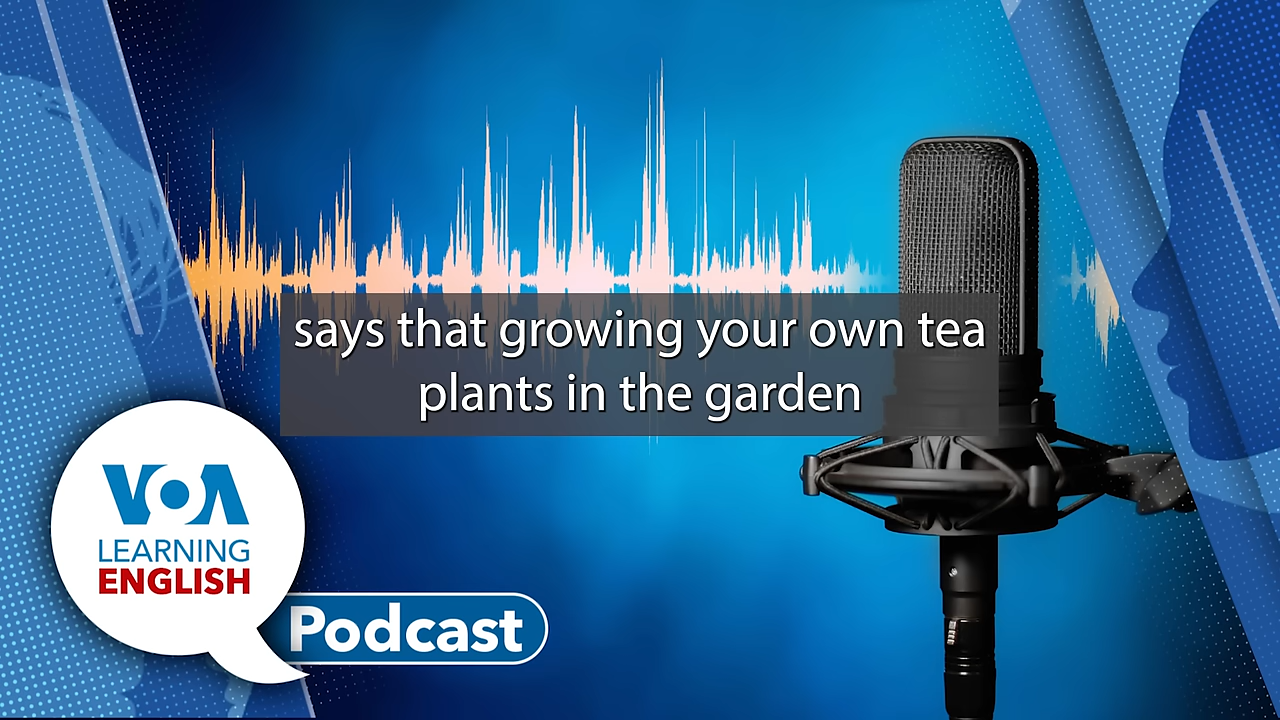 says that growing your own tea
plants in the garden
VOA
LEARNING
ENGLISH
Podcast